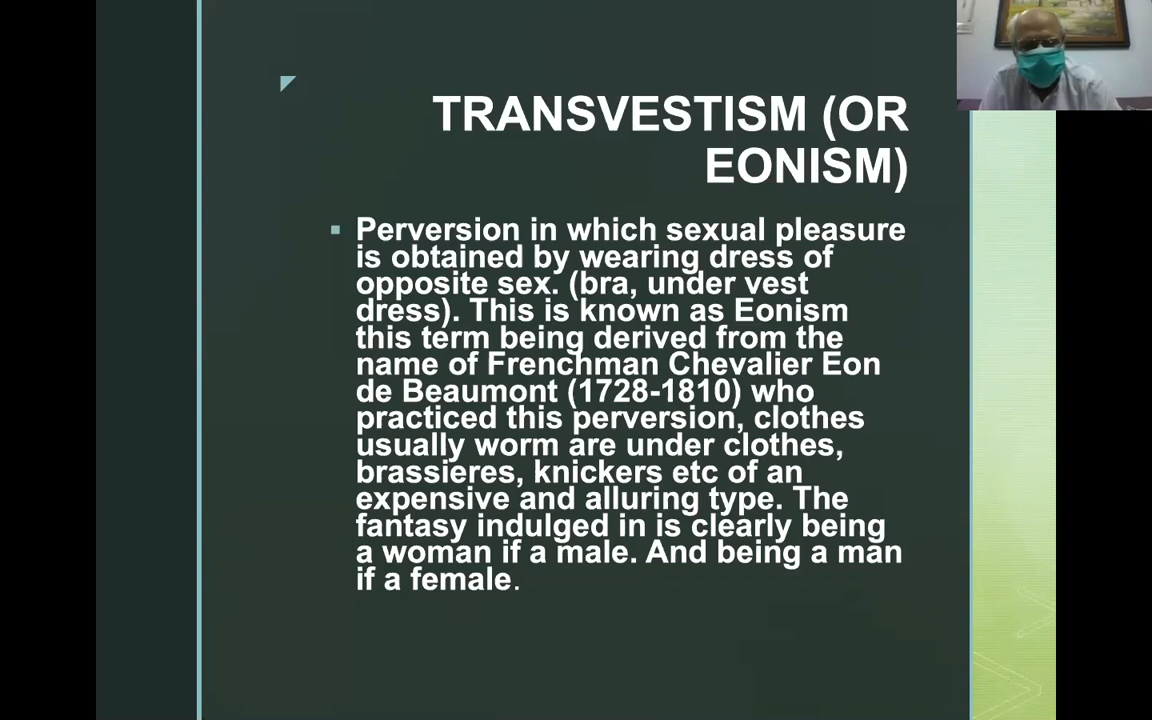 TRANSVESTISM (OR
EONISM)
Perversion in which sexual pleasure
is obtained by wearing dress of
opposite sex. (bra, under vest
dress). This is known as Eonism
this term being derived from the
name of Frenchman Chevalier Eon
de Beaumont (1728-1810) who
practiced this perversion, clothes
usually worm are under clothes,
brassieres, knickers etc of an
expensive and alluring type. The
fantasy indulged in is clearly being
a woman if a male. And being a man
if a female.